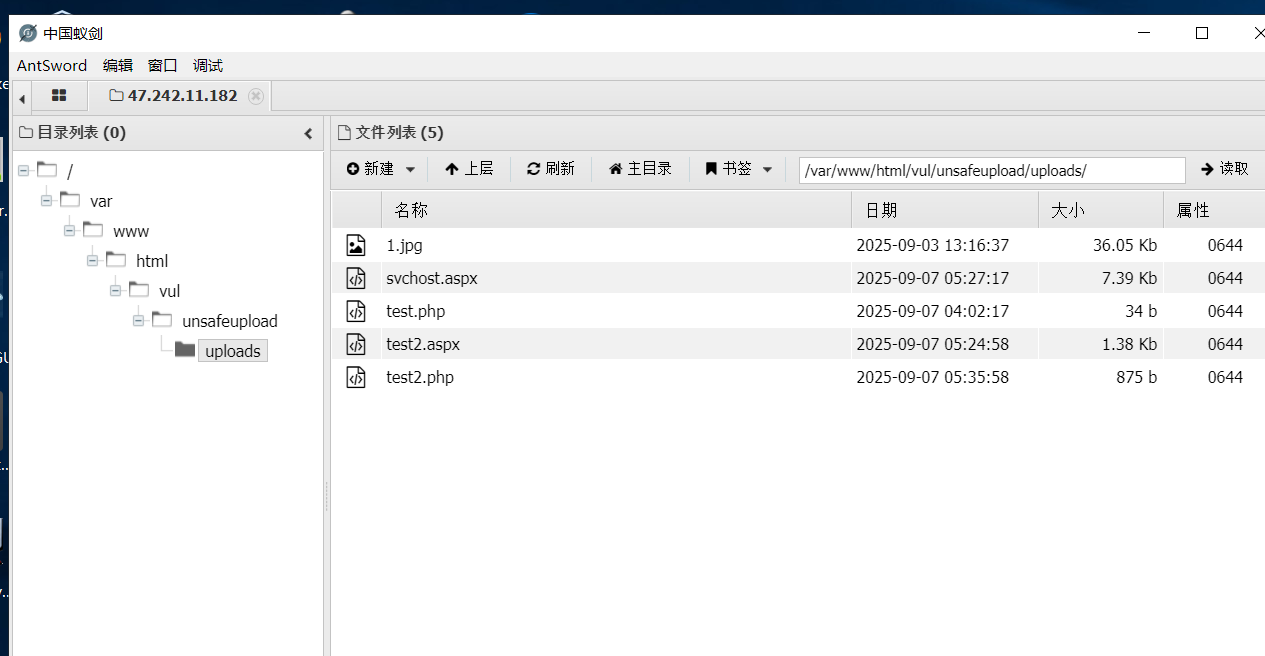 中国蚁剑
AntSword 编辑 窗口 调试
47.242.11.182
目录列表 (0)
/
var
www
html
vul
unsafeupload
uploads
文件列表 (5)
新建 上层 刷新 主目录 书签 /var/www/html/vul/unsafeupload/uploads/ 读取
名称 日期 大小 属性
1.jpg 2025-09-03 13:16:37 36.05 Kb 0644
svchost.aspx 2025-09-07 05:27:17 7.39 Kb 0644
test.php 2025-09-07 04:02:17 34 b 0644
test2.aspx 2025-09-07 05:24:58 1.38 Kb 0644
test2.php 2025-09-07 05:35:58 875 b 0644